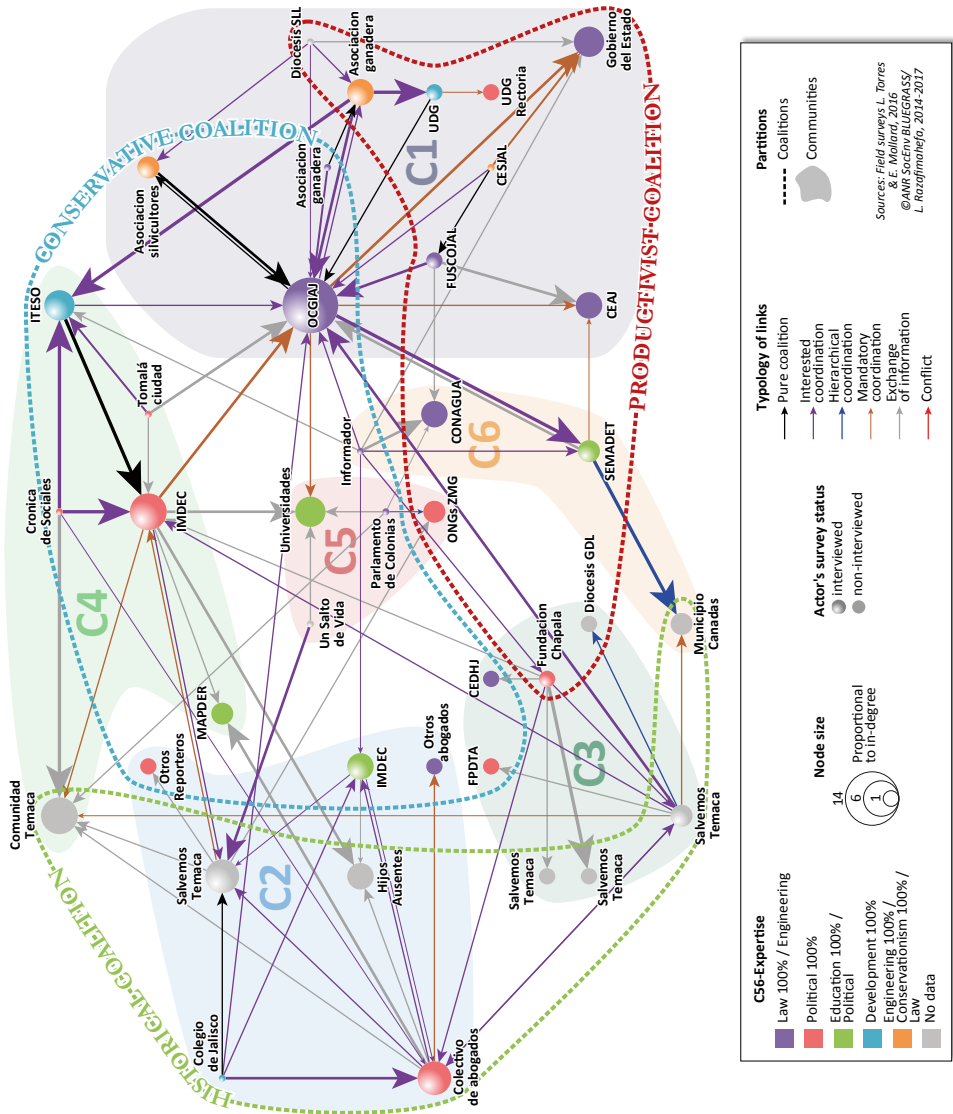 Diocesis SLL
Asociacion
ganadera
Gobierno
del Estado
UDG
UDG
Rectoria
CONSERVATIVE COALITION
Asociacion
silvicultores
Asociacion
ganadera
C1
CESJAL
PRODUCTIVIST COALITION
ITESO
OCGIAJ
FUSCOJAL
CEAJ
Tomala
ciudad
Informador
CONAGUA
C6
SEMADET
Cronica
de Sociales
IMDEC
Universidades
C5
Parlamento
de Colonias
ONGs ZMG
C4
Un Salto
de Vida
Diocesis GDL
Municipio
Canadas
MAPDER
CEDHJ
Fundacion
Chapala
Comunidad
Temaca
Otros
Reporteros
IMDEC
Otros
abogados
FPDTA
C3
Salvemos
Temaca
Salvemos
Temaca
C2
Hijos
Ausentes
Salvemos
Temaca
Salvemos
Temaca
HISTORICAL COALITION
Colegio
de Jalisco
Colectivo
de abogados
C56-Expertise
Law 100% / Engineering
Political 100%
Education 100% /
Political
Development 100%
Engineering 100% /
Conservationism 100% /
Law
No data
Node size
14
6
1
Proportional
to in-degree
Actor's survey status
interviewed
non-interviewed
Typology of links
Pure coalition
Interested
coordination
Hierarchical
coordination
Mandatory
coordination
Exchange
of information
Conflict
Partitions
Coalitions
Communities
Sources: Field surveys L. Torres
& E. Mollard, 2016
©ANR SocEnv BLUEGRASS/
L. Razafimahefa, 2014-2017